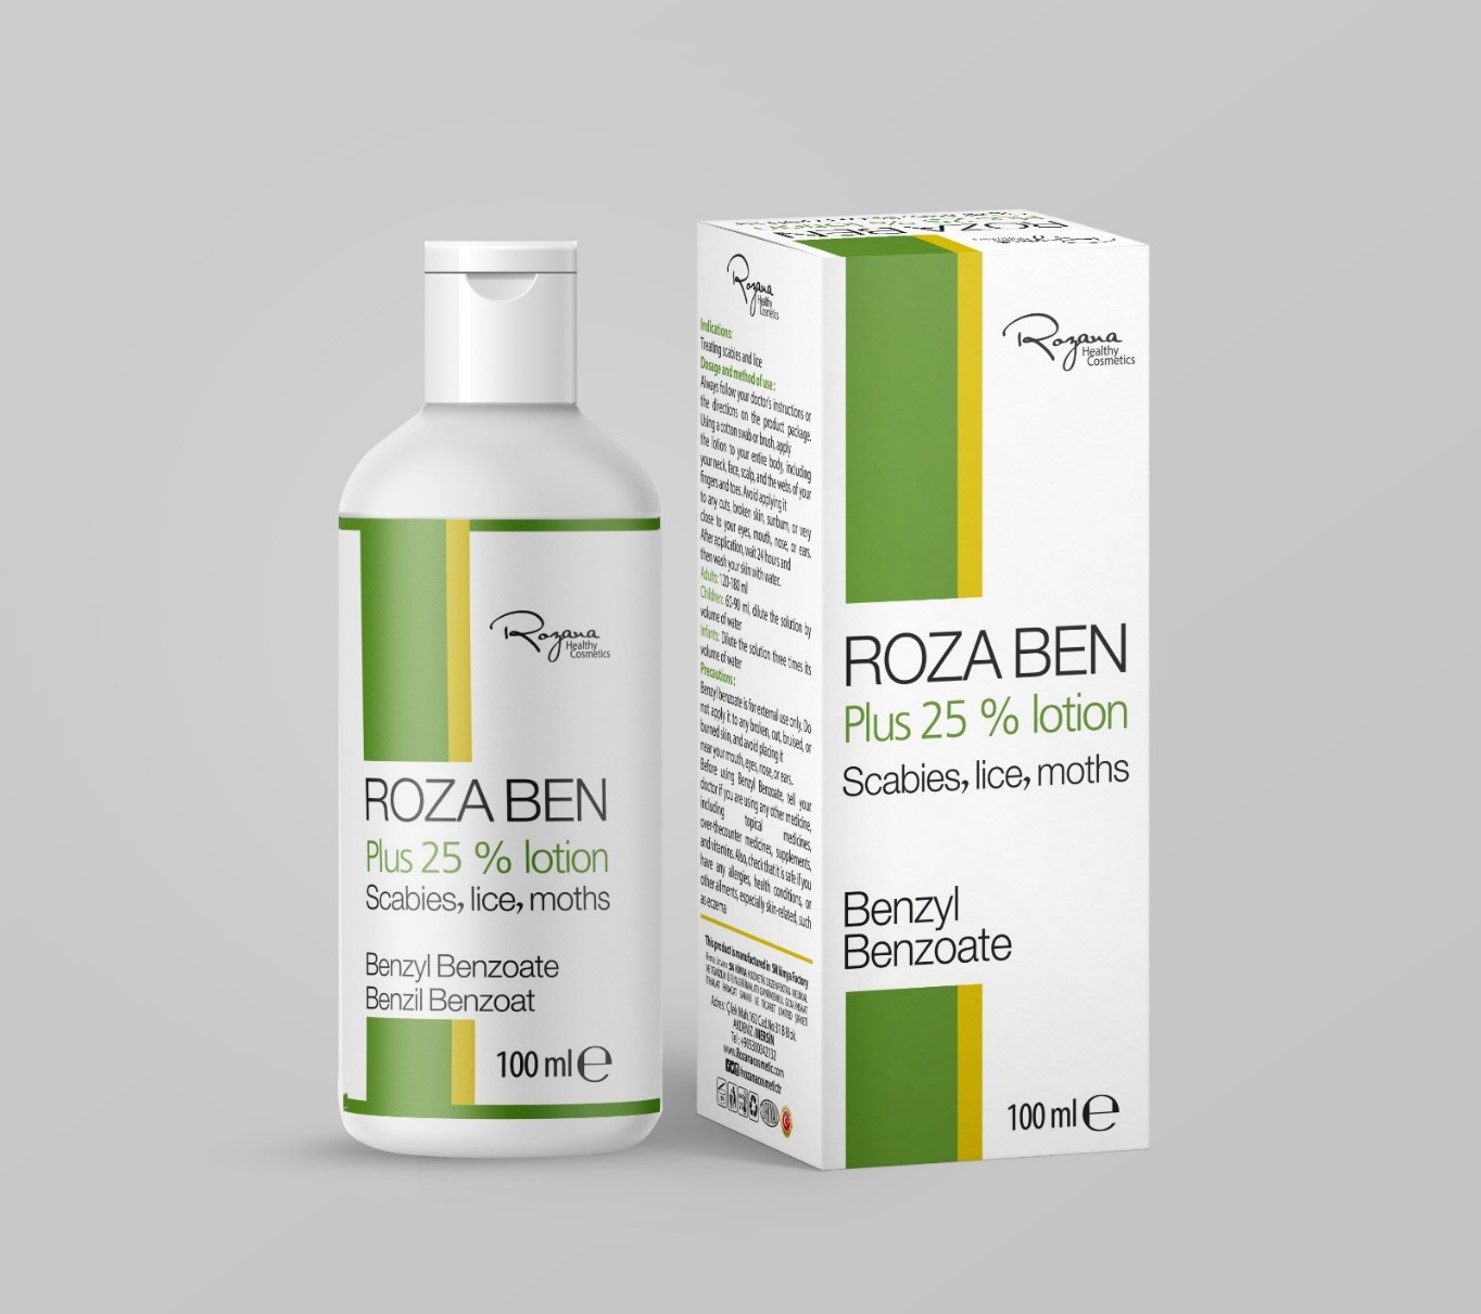 Rozana
Healthy
Cosmetics
ROZA BEN
Plus 25 % lotion
Scabies, lice, moths
Benzyl Benzoate
Benzil Benzoat
100 ml ℮
Rozana
Healthy
Cosmetics
Indications:
Treating scabies and lice
Dosage and method of use :
Always follow your doctor's instructions or
the directions on the product package.
Using a cotton swab or brush, apply
the lotion to your entire body, including
your neck, face, scalp, and the webs of your
fingers and toes. Avoid applying it
to any cuts, broken skin, sunburn, or very
close to your eyes, mouth, nose, or ears.
After application, wait 24 hours and
then wash your skin with water.
Adults: 120-180 ml
Children: 60-90 ml, dilute the solution by
volume of water
Infants: Dilute the solution three times its
volume of water
Precautions :
Benzyl benzoate is for external use only. Do
not apply it to any broken, cut, bruised, or
burned skin, and avoid placing it
near your mouth, eyes, nose, or ears.
Before using Benzyl Benzoate, tell your
doctor if you are using any other medicine,
including topical medicines,
over-thecounter medicines, supplements,
and vitamins. Also, check that it is safe if you
have any allergies, health conditions, or
other ailments, especially skin-related, such
as eczema
This product is manufactured in SN kimya Factory
AKDENIZ /MERSİN
www.Rozanacosmetic.com
Rozana
Healthy
Cosmetics
ROZA BEN
Plus 25 % lotion
Scabies, lice, moths
Benzyl
Benzoate
100 ml ℮